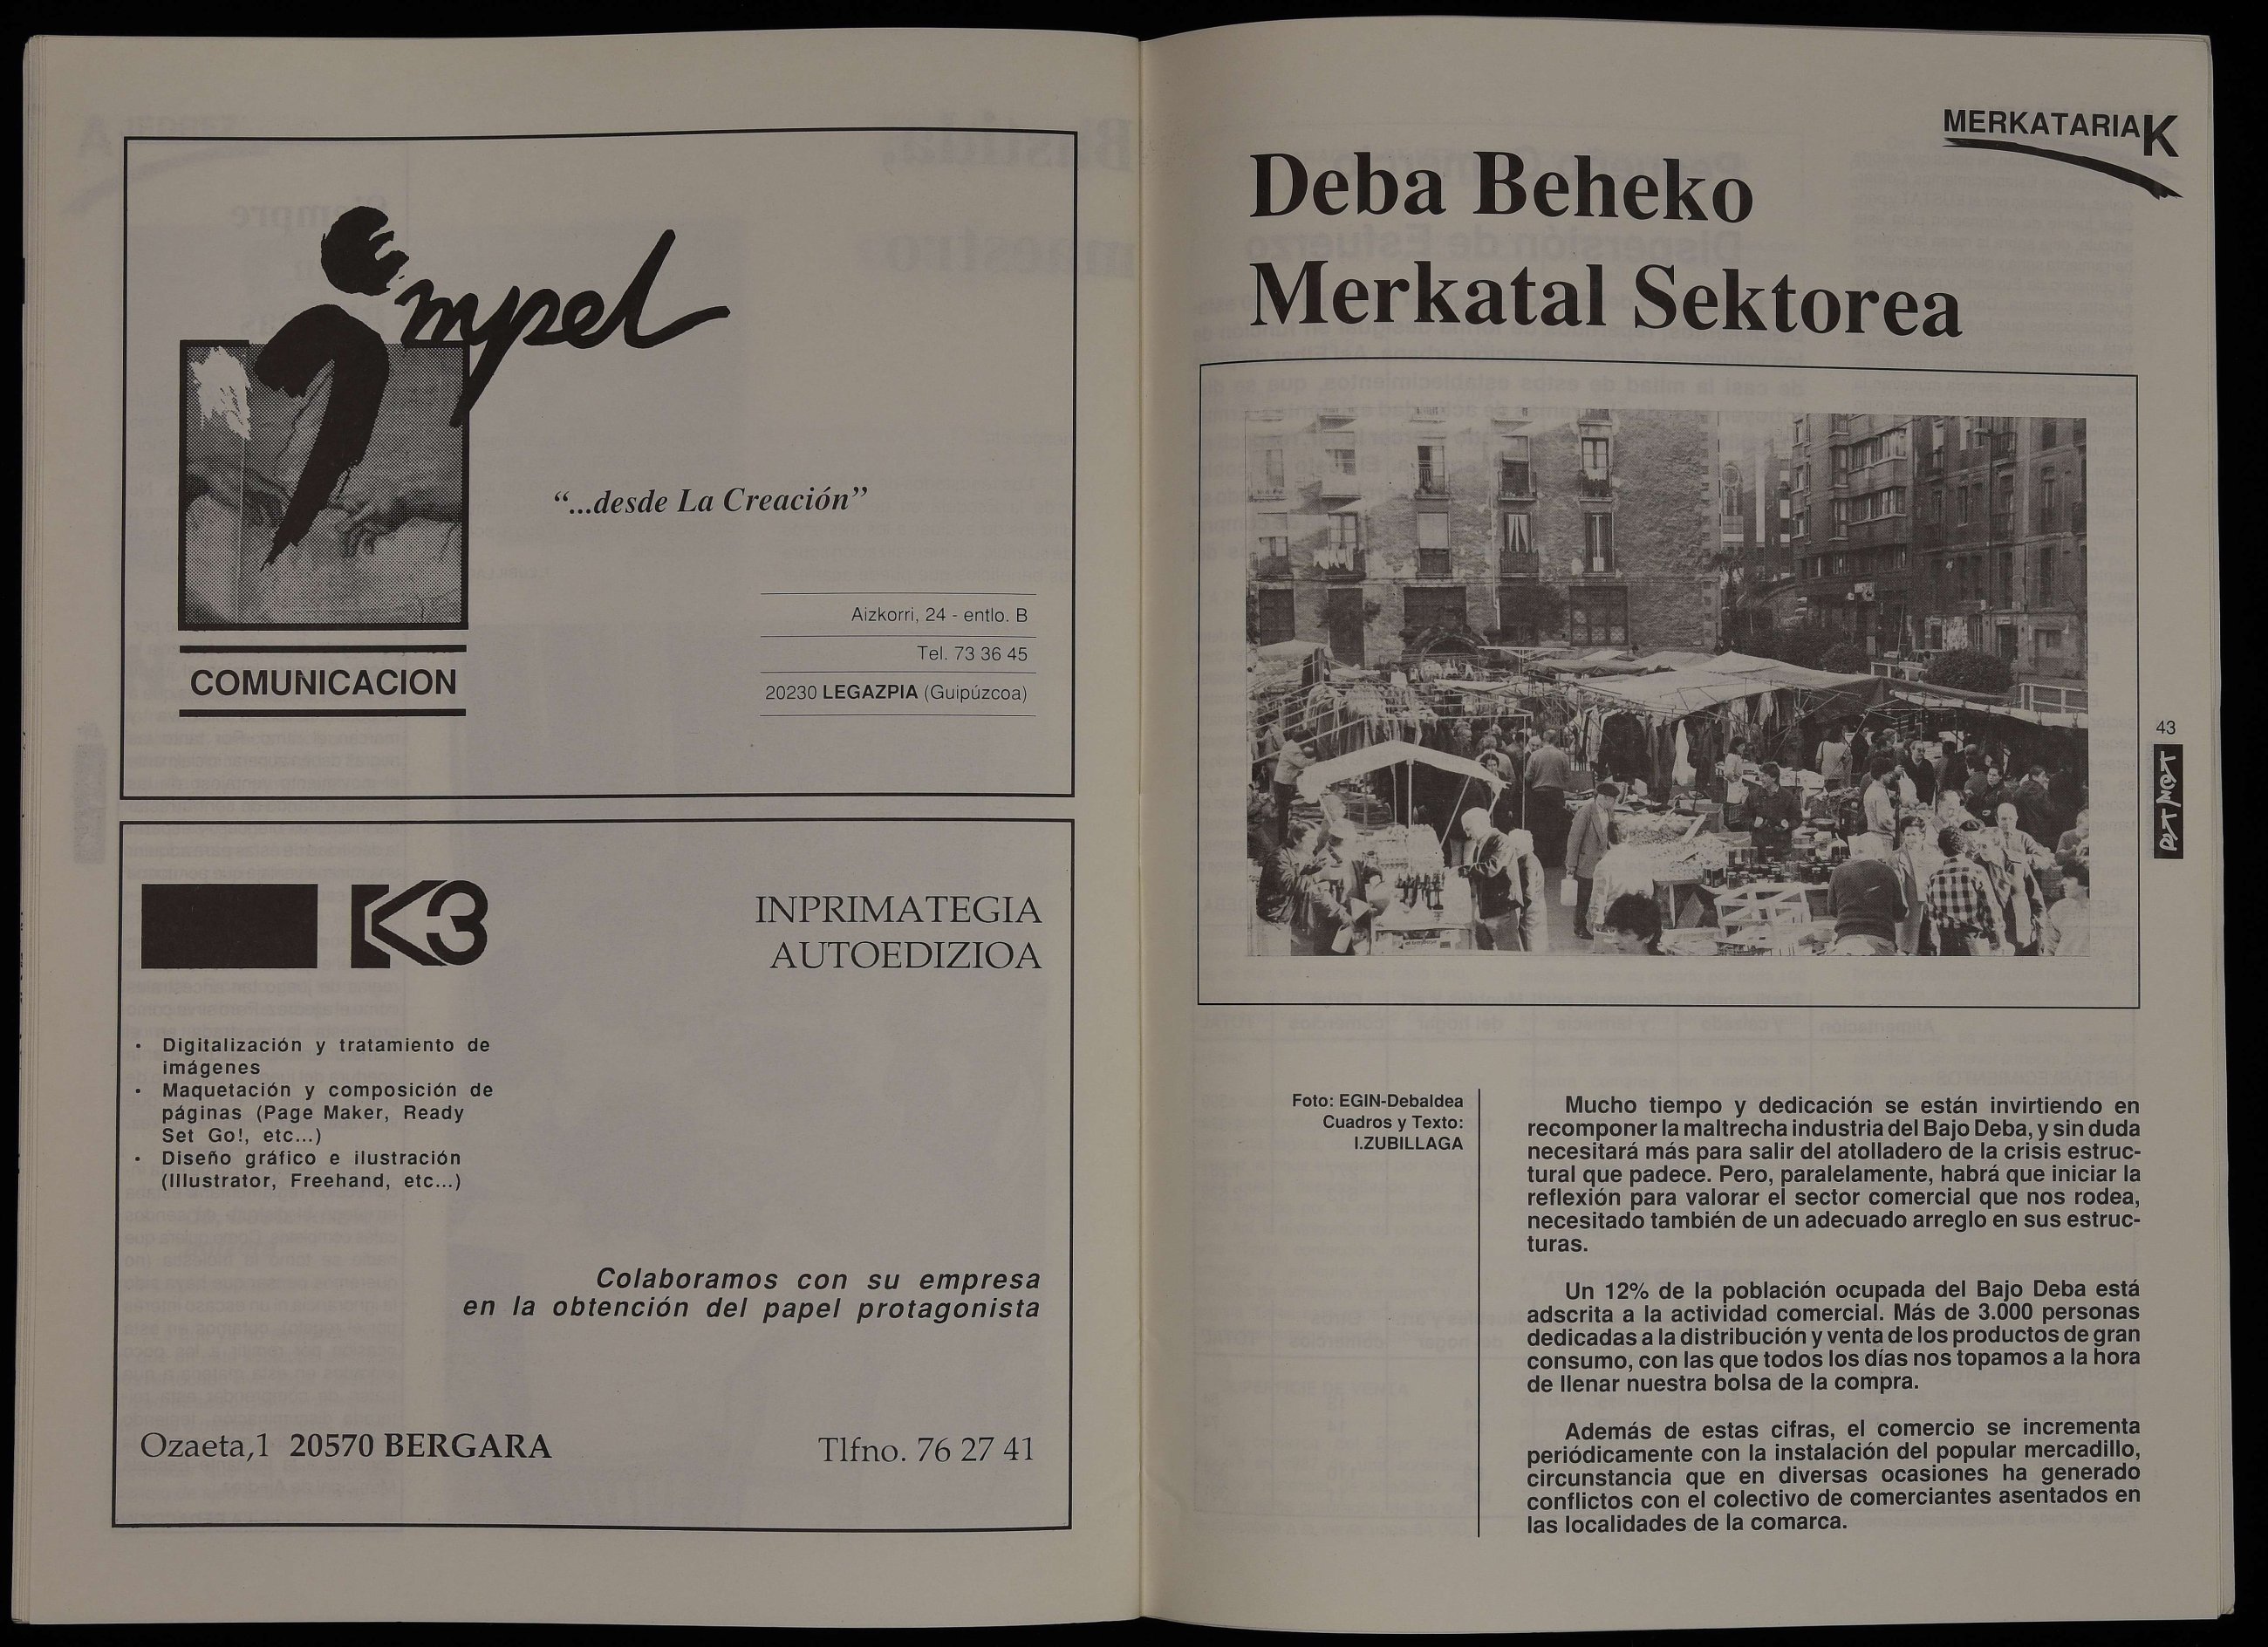 impel
“...desde La Creación”
COMUNICACION
Aizkorri, 24 - entlo. B
Tel. 73 36 45
20230 LEGAZPIA (Guipúzcoa)
K3
INPRIMATEGIA
AUTOEDIZIOA
· Digitalización y tratamiento de
imágenes
· Maquetación y composición de
páginas (Page Maker, Ready
Set Go!, etc...)
· Diseño gráfico e ilustración
(Illustrator, Freehand, etc...)
Colaboramos con su empresa
en la obtención del papel protagonista
Ozaeta,1 20570 BERGARA
Tlfno. 76 27 41
MERKATARIAK
Deba Beheko
Merkatal Sektorea
43
Foto: EGIN-Debaldea
Cuadros y Texto:
I.ZUBILLAGA
Mucho tiempo y dedicación se están invirtiendo en
recomponer la maltrecha industria del Bajo Deba, y sin duda
necesitará más para salir del atolladero de la crisis estruc-
tural que padece. Pero, paralelamente, habrá que iniciar la
reflexión para valorar el sector comercial que nos rodea,
necesitado también de un adecuado arreglo en sus estruc-
turas.
Un 12% de la población ocupada del Bajo Deba está
adscrita a la actividad comercial. Más de 3.000 personas
dedicadas a la distribución y venta de los productos de gran
consumo, con las que todos los días nos topamos a la hora
de llenar nuestra bolsa de la compra.
Además de estas cifras, el comercio se incrementa
periódicamente con la instalación del popular mercadillo,
circunstancia que en diversas ocasiones ha generado
conflictos con el colectivo de comerciantes asentados en
las localidades de la comarca.